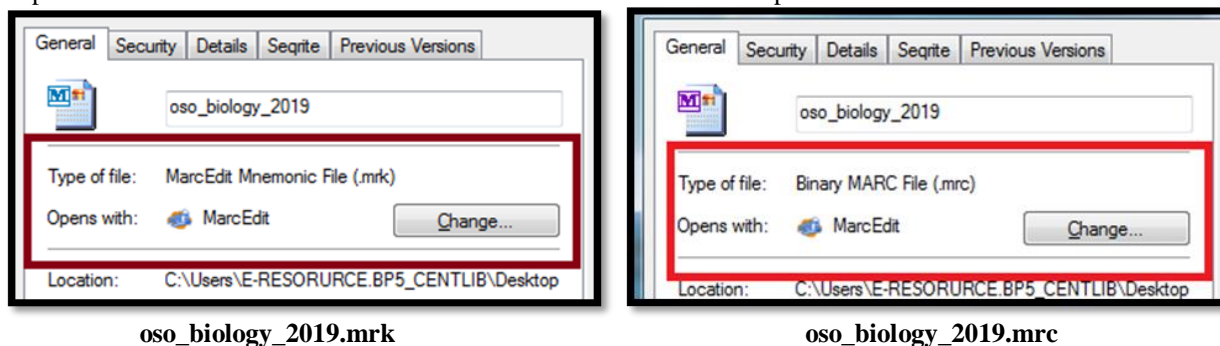 General Security Details Seqrite Previous Versions
oso_biology_2019
Type of file: MarcEdit Mnemonic File (.mrk)
Opens with: MarcEdit Change...
Location: C:\Users\E-RESORURCE.BP5_CENTLIB\Desktop
oso_biology_2019.mrk
General Security Details Seqrite Previous Versions
oso_biology_2019
Type of file: Binary MARC File (.mrc)
Opens with: MarcEdit Change...
Location: C:\Users\E-RESORURCE.BP5_CENTLIB\Desktop
oso_biology_2019.mrc